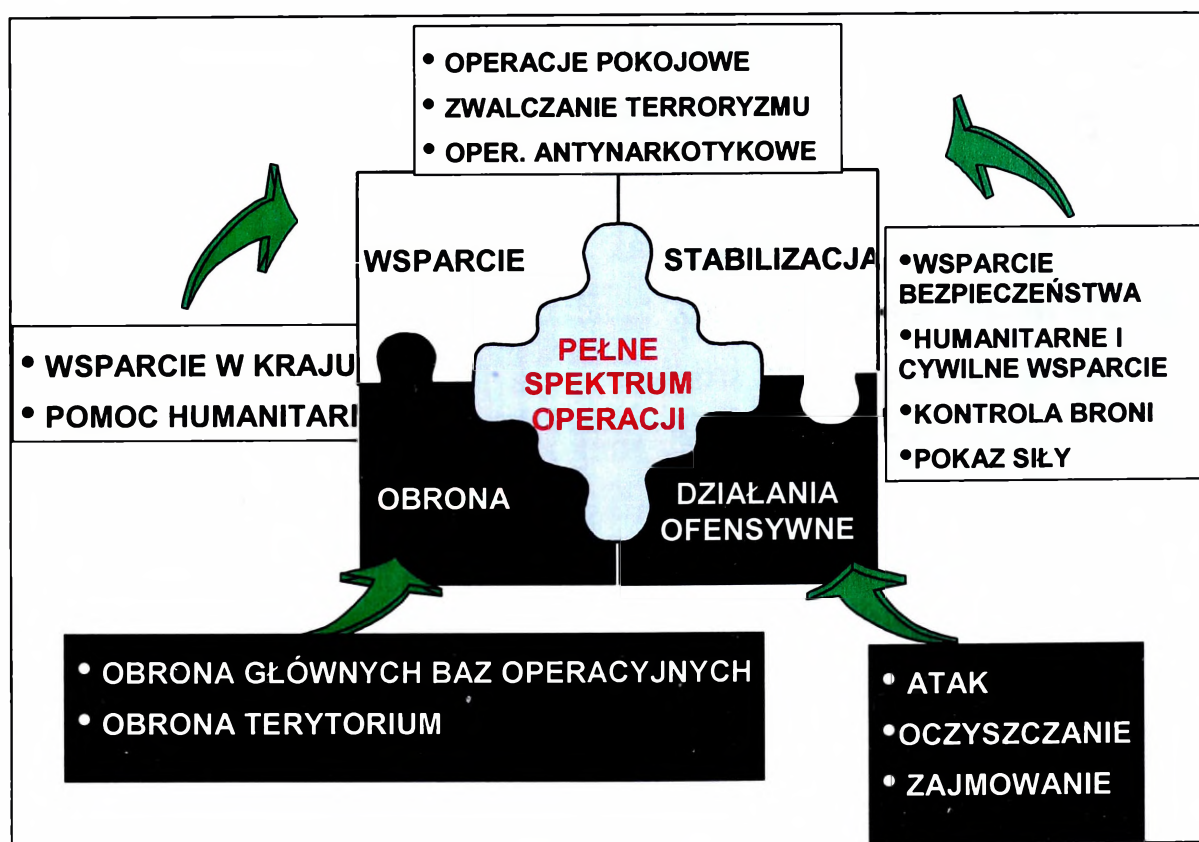 • OPERACJE POKOJOWE
• ZWALCZANIE TERRORYZMU
• OPER. ANTYNARKOTYKOWE
WSPARCIE
STABILIZACJA
• WSPARCIE W KRAJU
• POMOC HUMANITARI
PEŁNE
SPEKTRUM
OPERACJI
•WSPARCIE
BEZPIECZEŃSTWA
•HUMANITARNE I
CYWILNE WSPARCIE
•KONTROLA BRONI
•POKAZ SIŁY
OBRONA
DZIAŁANIA
OFENSYWNE
• OBRONA GŁÓWNYCH BAZ OPERACYJNYCH
• OBRONA TERYTORIUM
• ATAK
•OCZYSZCZANIE
• ZAJMOWANIE